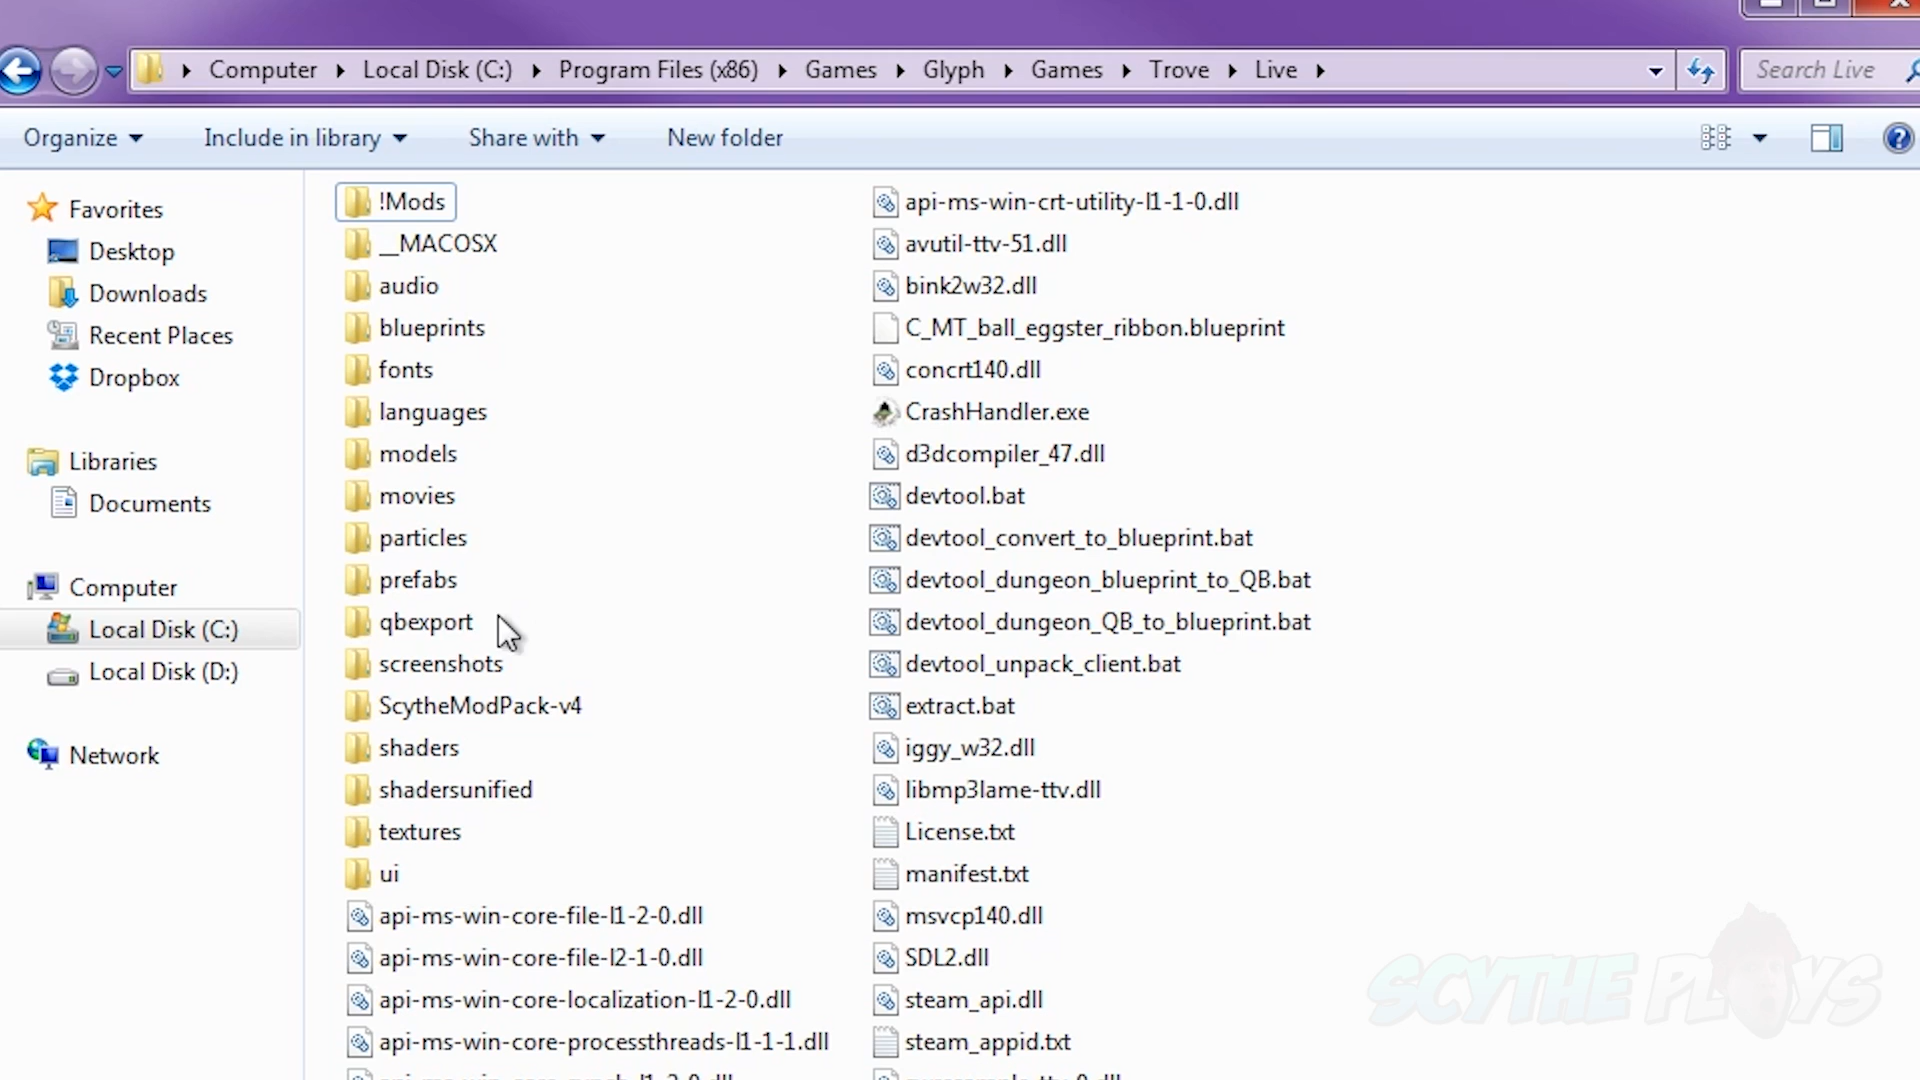 Computer Local Disk (C:) Program Files (x86) Games Glyph Games Trove Live
Search Live
Organize Include in library Share with New folder
Favorites
Desktop
Downloads
Recent Places
Dropbox
Libraries
Documents
Computer
Local Disk (C:)
Local Disk (D:)
Network
!Mods
__MACOSX
audio
blueprints
fonts
languages
models
movies
particles
prefabs
qbexport
screenshots
ScytheModPack-v4
shaders
shadersunified
textures
ui
api-ms-win-core-file-l1-2-0.dll
api-ms-win-core-file-l2-1-0.dll
api-ms-win-core-localization-l1-2-0.dll
api-ms-win-core-processthreads-l1-1-1.dll
api-ms-win-crt-utility-l1-1-0.dll
avutil-ttv-51.dll
bink2w32.dll
C_MT_ball_eggster_ribbon.blueprint
concrt140.dll
CrashHandler.exe
d3dcompiler_47.dll
devtool.bat
devtool_convert_to_blueprint.bat
devtool_dungeon_blueprint_to_QB.bat
devtool_dungeon_QB_to_blueprint.bat
devtool_unpack_client.bat
extract.bat
iggy_w32.dll
libmp3lame-ttv.dll
License.txt
manifest.txt
msvcp140.dll
SDL2.dll
steam_api.dll
steam_appid.txt
SCYTHE PLAYS